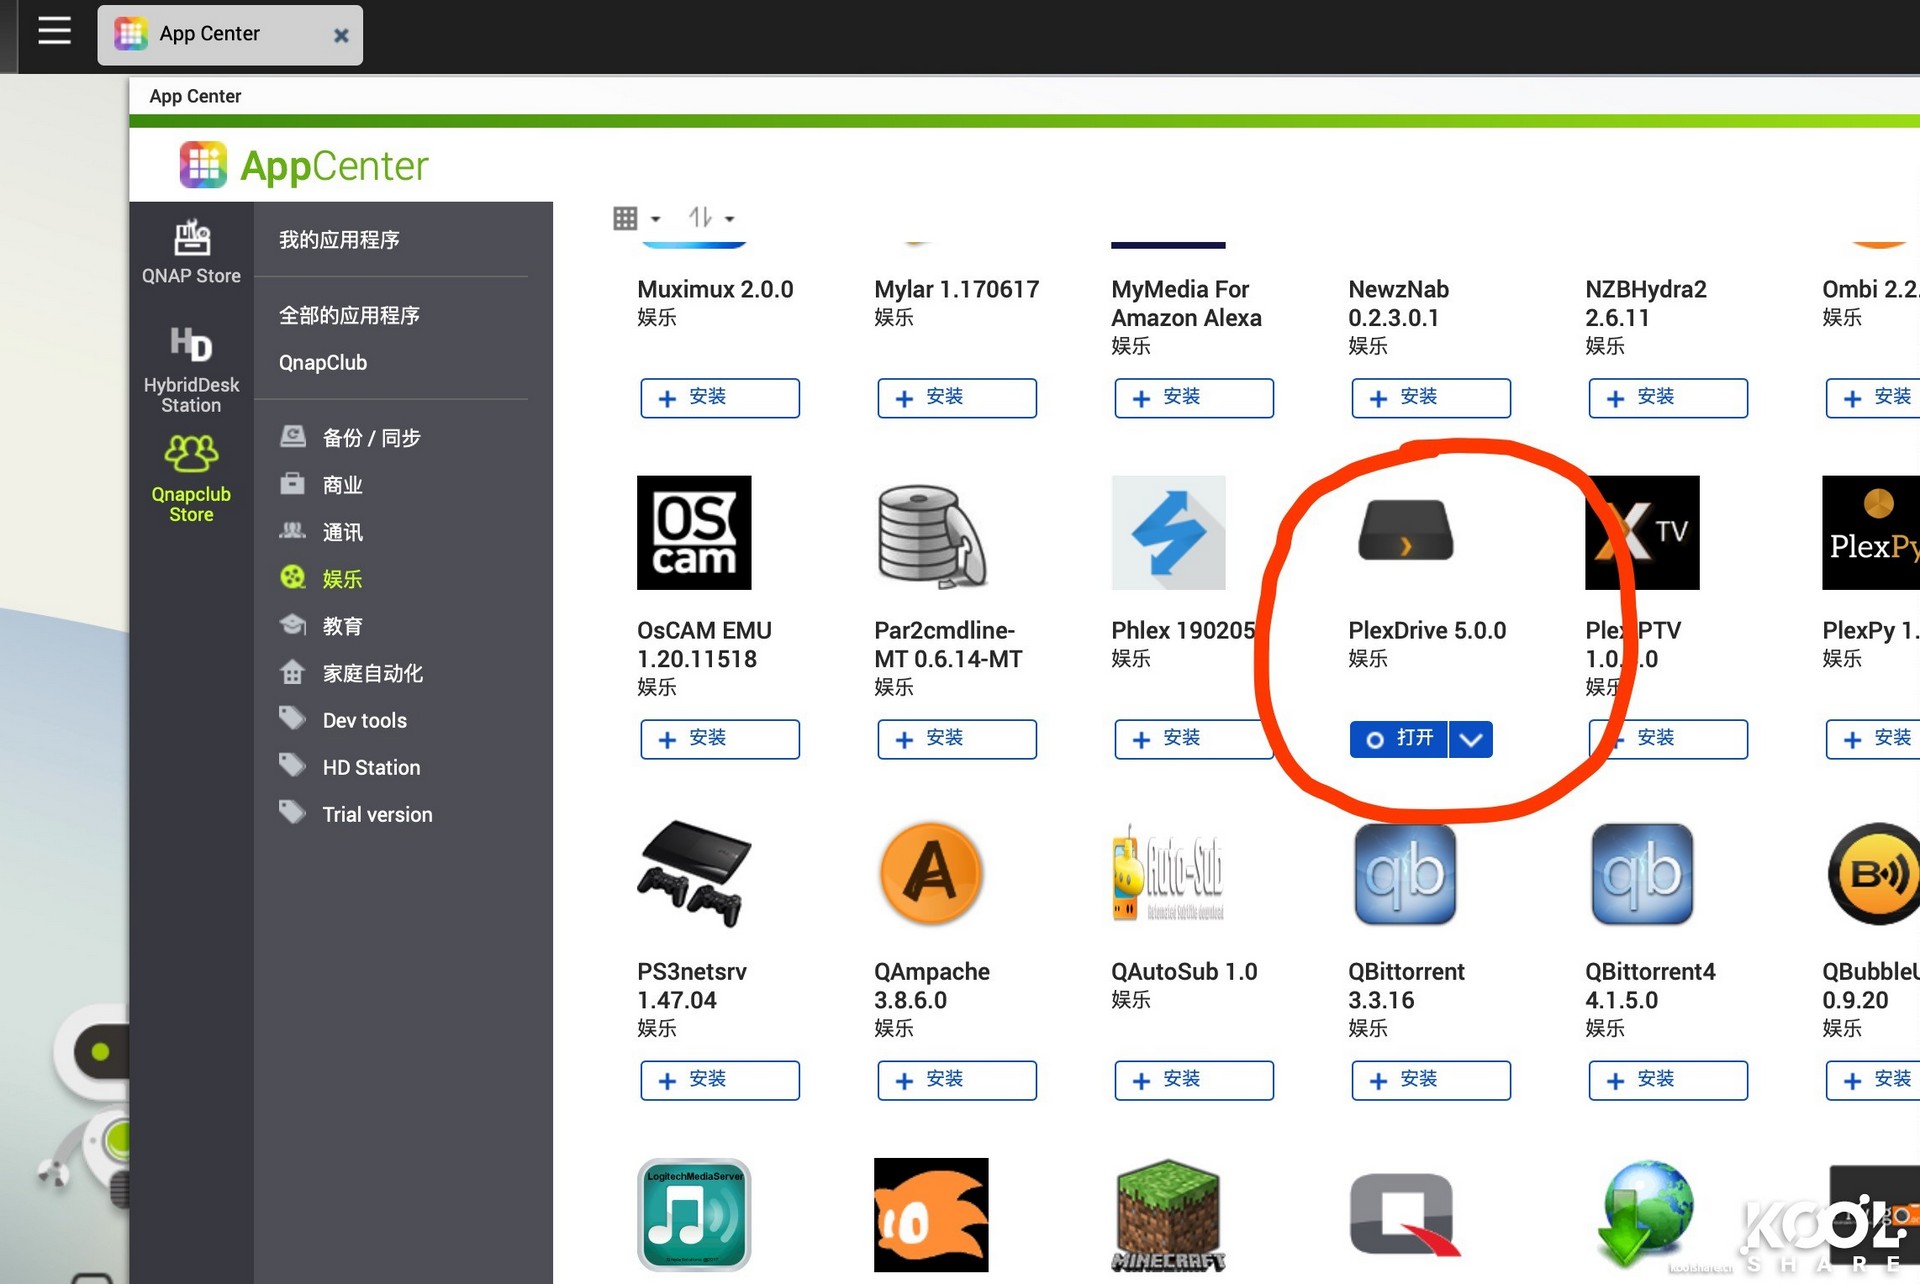 App Center
App Center
AppCenter
QNAP Store
HybridDesk
Station
Qnapclub
Store
我的应用程序
全部的应用程序
QnapClub
备份 / 同步
商业
通讯
娱乐
教育
家庭自动化
Dev tools
HD Station
Trial version
Muximux 2.0.0
娱乐
Mylar 1.170617
娱乐
MyMedia For
Amazon Alexa
娱乐
NewzNab
0.2.3.0.1
娱乐
NZBHydra2
2.6.11
娱乐
Ombi 2.2.
娱乐
+ 安装
+ 安装
+ 安装
+ 安装
+ 安装
+ 安装
OS
cam
X TV
PlexPy
OsCAM EMU
1.20.11518
娱乐
Par2cmdline-
MT 0.6.14-MT
娱乐
Phlex 190205
娱乐
PlexDrive 5.0.0
娱乐
娱乐
PlexPy 1.
娱乐
+ 安装
+ 安装
+ 安装
打开
+ 安装
+ 安装
A
Auto-Sub
qb
qb
B
PS3netsrv
1.47.04
娱乐
QAmpache
3.8.6.0
娱乐
QAutoSub 1.0
娱乐
QBittorrent
3.3.16
娱乐
QBittorrent4
4.1.5.0
娱乐
QBubbleU
0.9.20
娱乐
+ 安装
+ 安装
+ 安装
+ 安装
+ 安装
+ 安装
LogitechMediaServer
MINECRAFT
KOOL
SHARE
koolshare.cn